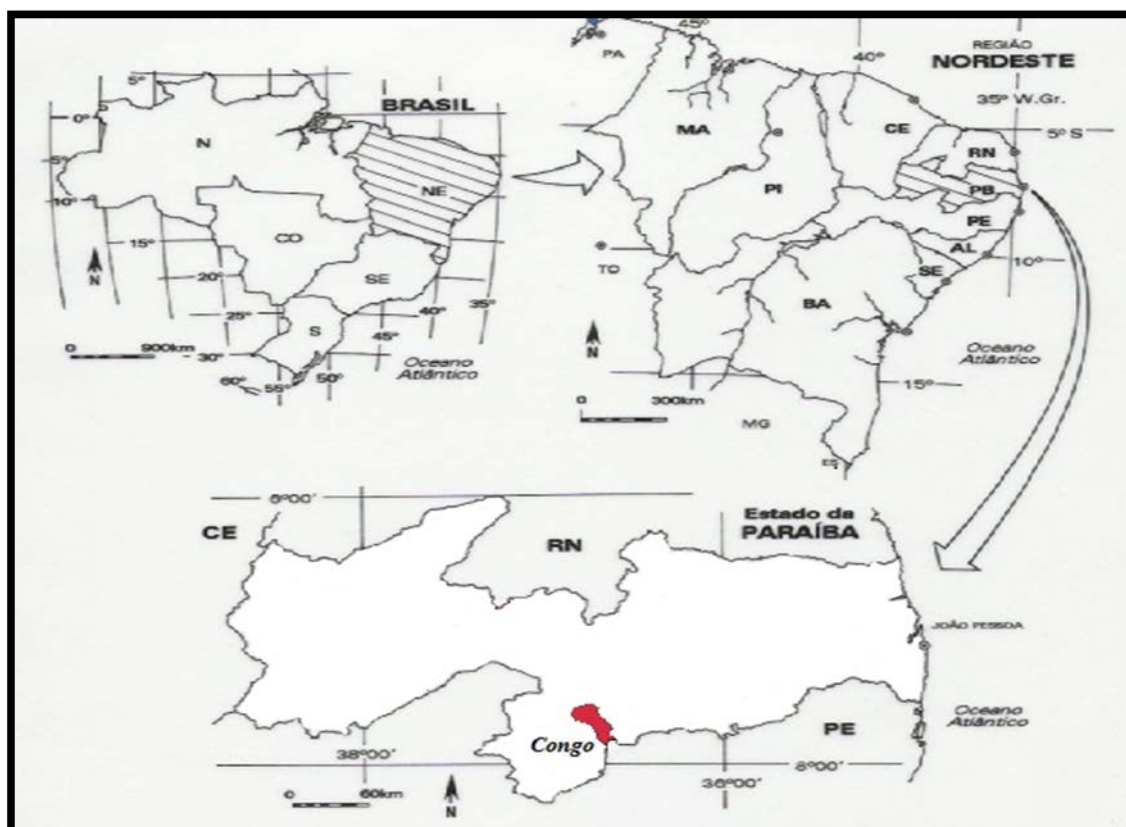 5°
BRASIL
0°
N
5°
NE
10°
CO
15°
N
20°
SE
25°
40°
35°
S
45°
0 900km
30°
Oceano
Atlântico
60°
55°
50°
45°
PA
40°
REGIÃO
NORDESTE
35° W.Gr.
MA
CE
5° S
RN
PI
PB
PE
AL
TO
10°
SE
BA
N
Oceano
Atlântico
15°
0 300km
MG
ES
6°00'
CE
RN
Estado da
PARAÍBA
JOÃO PESSOA
Oceano
Atlântico
Congo
PE
38°00'
36°00'
8°00'
0 60km
N